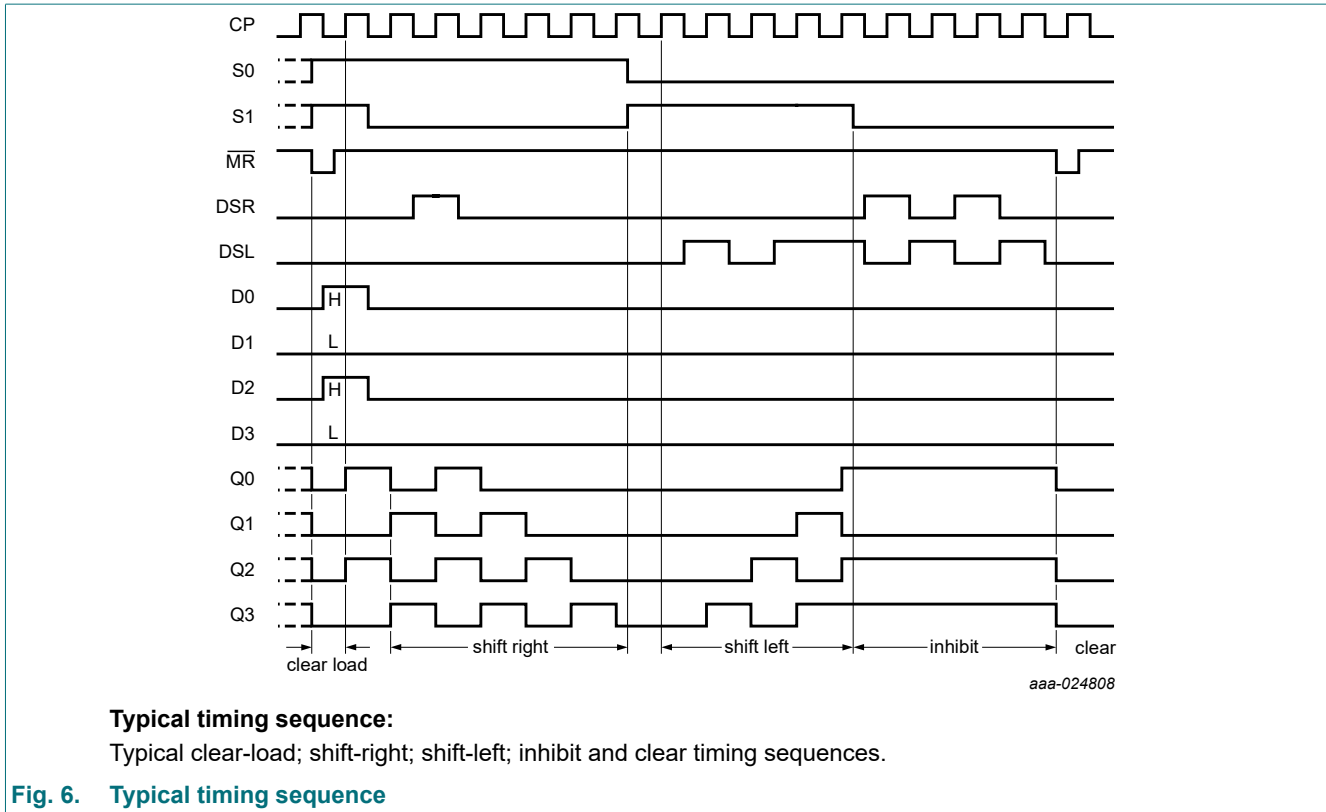 CP
S0
S1
MR
DSR
DSL
D0 H
D1 L
D2 H
D3 L
Q0
Q1
Q2
Q3
shift right shift left inhibit clear
clear load
aaa-024808
Typical timing sequence:
Typical clear-load; shift-right; shift-left; inhibit and clear timing sequences.
Fig. 6. Typical timing sequence